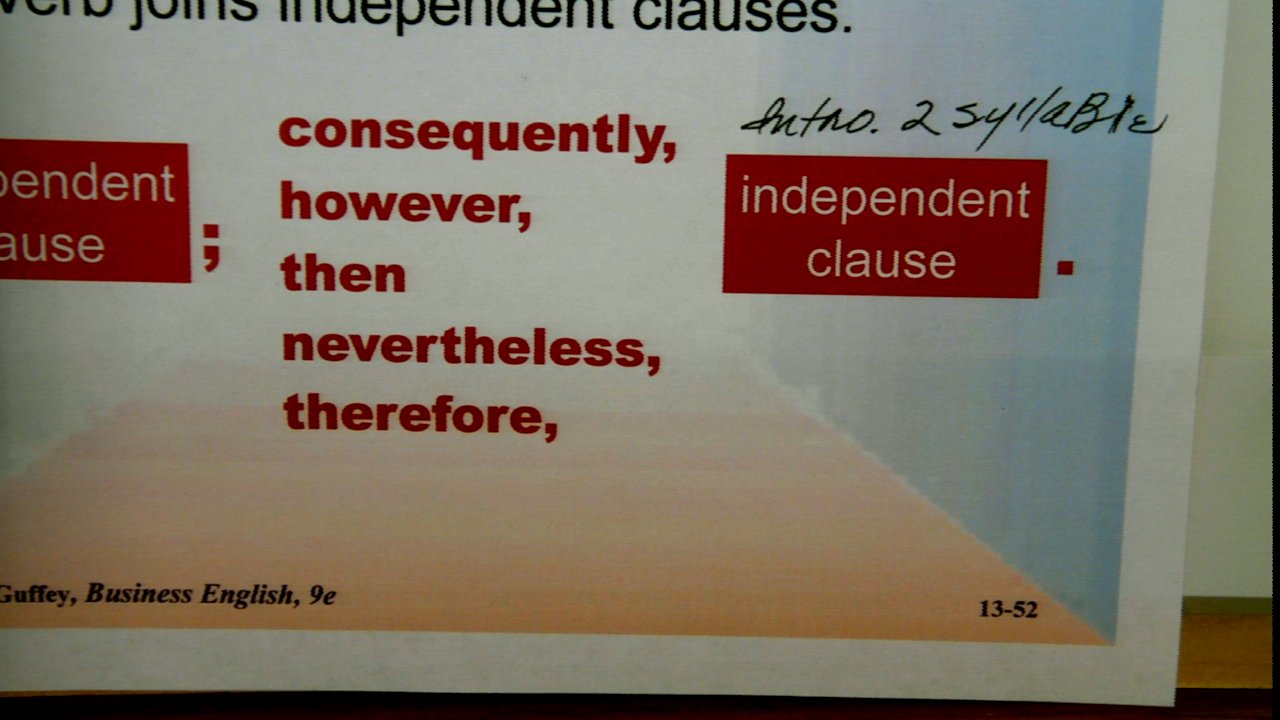 verb joins independent clauses.
Intro. 2 syllaBle
consequently,
however,
then
nevertheless,
therefore,
pendent
ause
;
independent
clause
.
Guffey, Business English, 9e
13-52